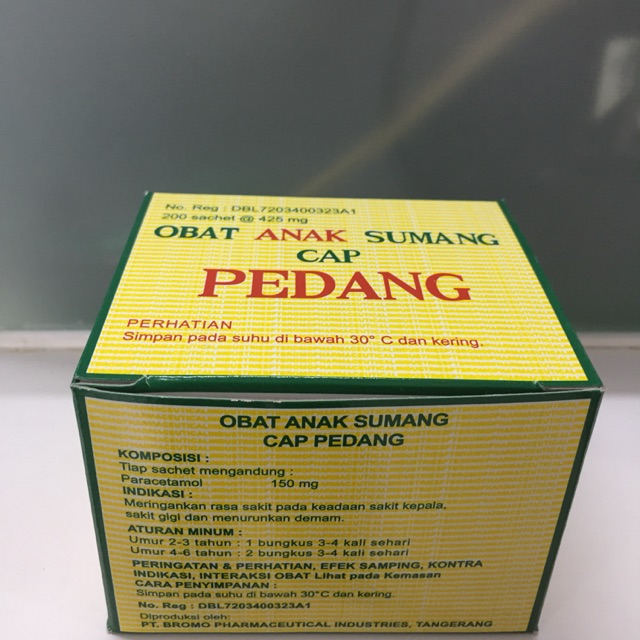 No. Reg : DBL7203400323A1
200 sachet @ 425 mg
OBAT ANAK SUMANG
CAP
PEDANG
PERHATIAN
Simpan pada suhu di bawah 30° C dan kering.
OBAT ANAK SUMANG
CAP PEDANG
KOMPOSISI :
Tiap sachet mengandung :
Paracetamol 150 mg
INDIKASI :
Meringankan rasa sakit pada keadaan sakit kepala,
sakit gigi dan menurunkan demam.
ATURAN MINUM :
Umur 2-3 tahun : 1 bungkus 3-4 kali sehari
Umur 4-6 tahun : 2 bungkus 3-4 kali sehari
PERINGATAN & PERHATIAN, EFEK SAMPING, KONTRA
INDIKASI, INTERAKSI OBAT Lihat pada Kemasan
CARA PENYIMPANAN :
Simpan pada suhu di bawah 30°C dan kering.
No. Reg : DBL7203400323A1
Diproduksi oleh:
PT. BROMO PHARMACEUTICAL INDUSTRIES, TANGERANG